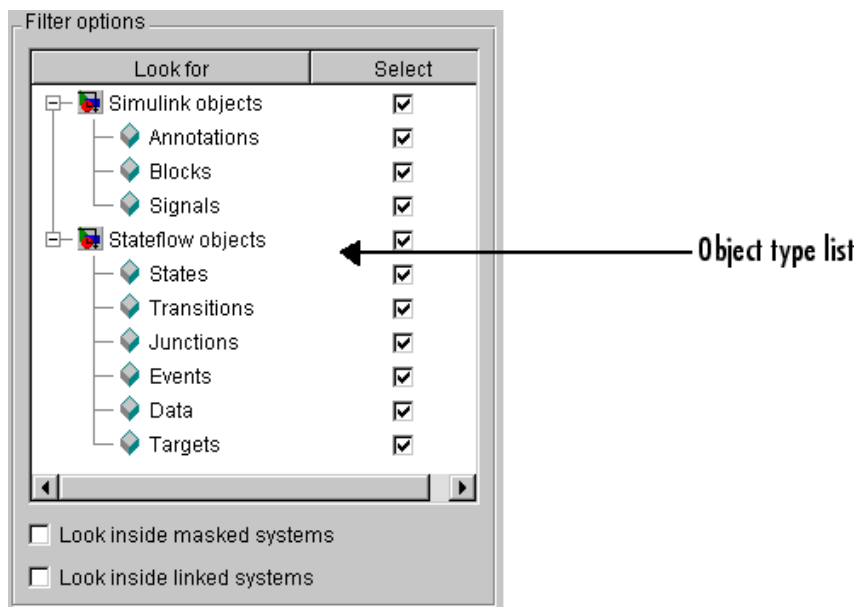 Filter options
Look for Select
Simulink objects
Annotations
Blocks
Signals
Stateflow objects
Object type list
States
Transitions
Junctions
Events
Data
Targets
Look inside masked systems
Look inside linked systems